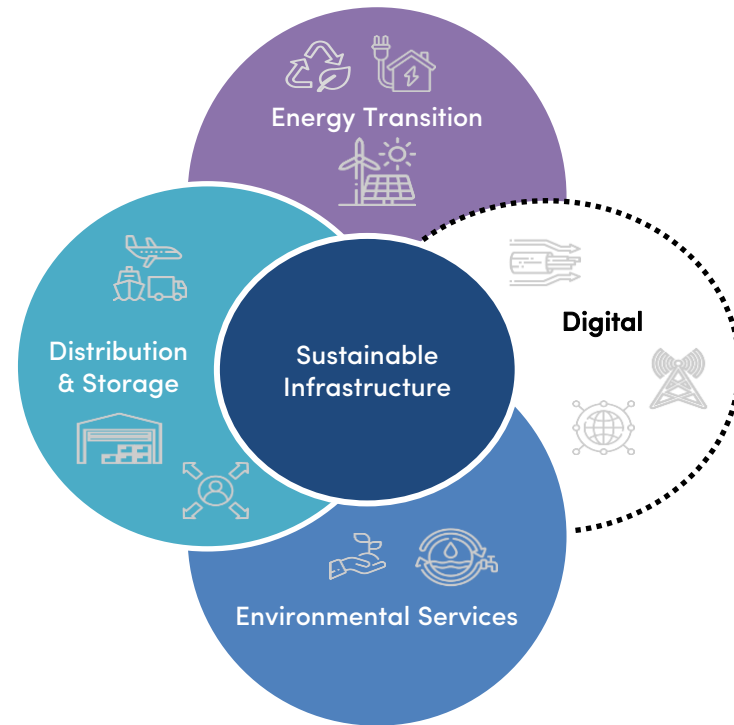 Energy Transition
Digital
Distribution
& Storage
Sustainable
Infrastructure
Environmental Services